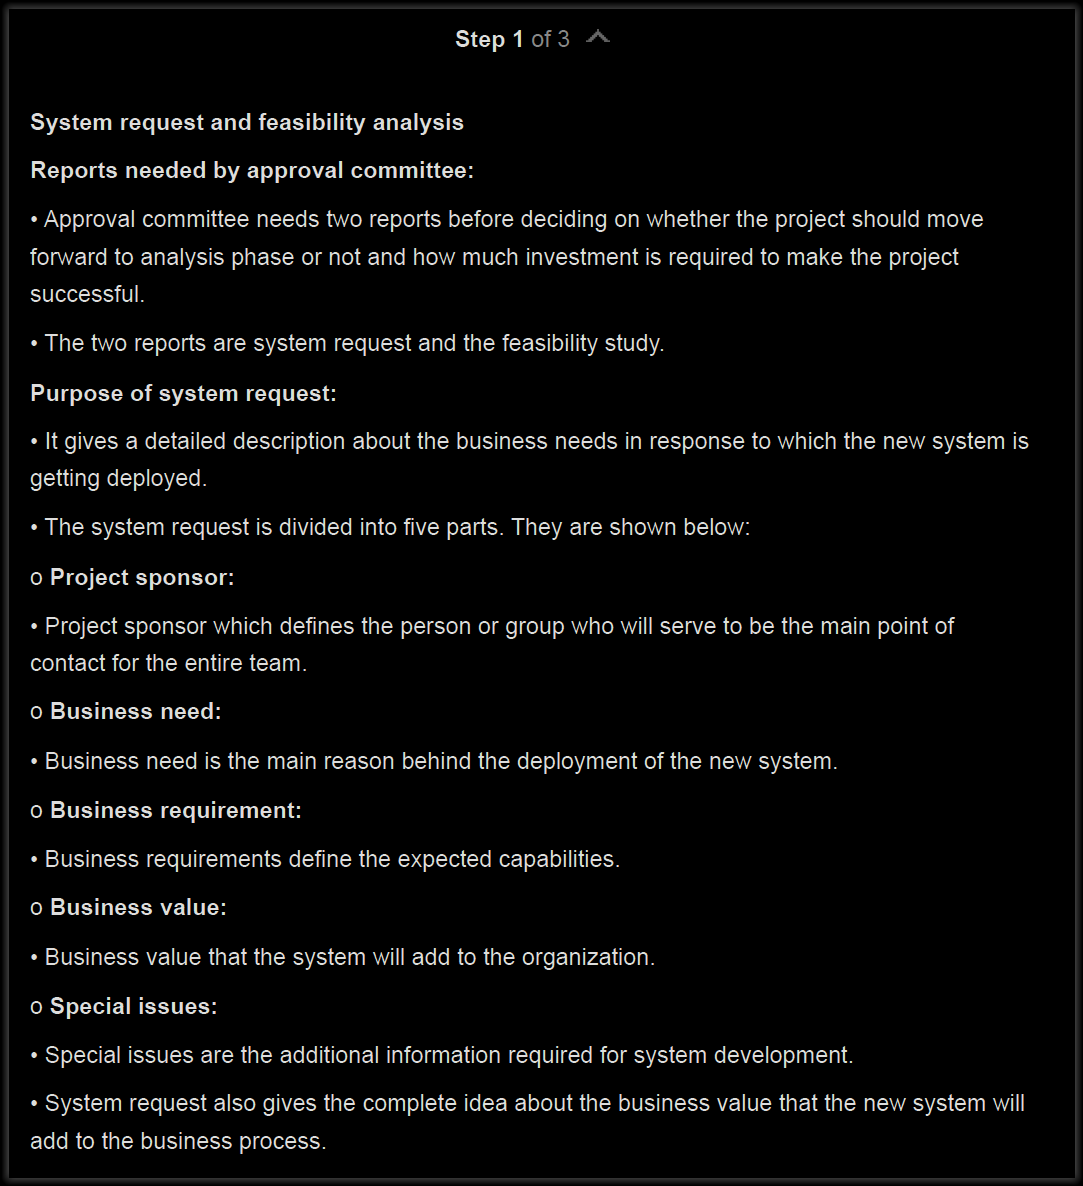 Step 1 of 3
System request and feasibility analysis
Reports needed by approval committee:
• Approval committee needs two reports before deciding on whether the project should move
forward to analysis phase or not and how much investment is required to make the project
successful.
• The two reports are system request and the feasibility study.
Purpose of system request:
• It gives a detailed description about the business needs in response to which the new system is
getting deployed.
• The system request is divided into five parts. They are shown below:
o Project sponsor:
• Project sponsor which defines the person or group who will serve to be the main point of
contact for the entire team.
o Business need:
• Business need is the main reason behind the deployment of the new system.
o Business requirement:
• Business requirements define the expected capabilities.
o Business value:
• Business value that the system will add to the organization.
o Special issues:
• Special issues are the additional information required for system development.
• System request also gives the complete idea about the business value that the new system will
add to the business process.